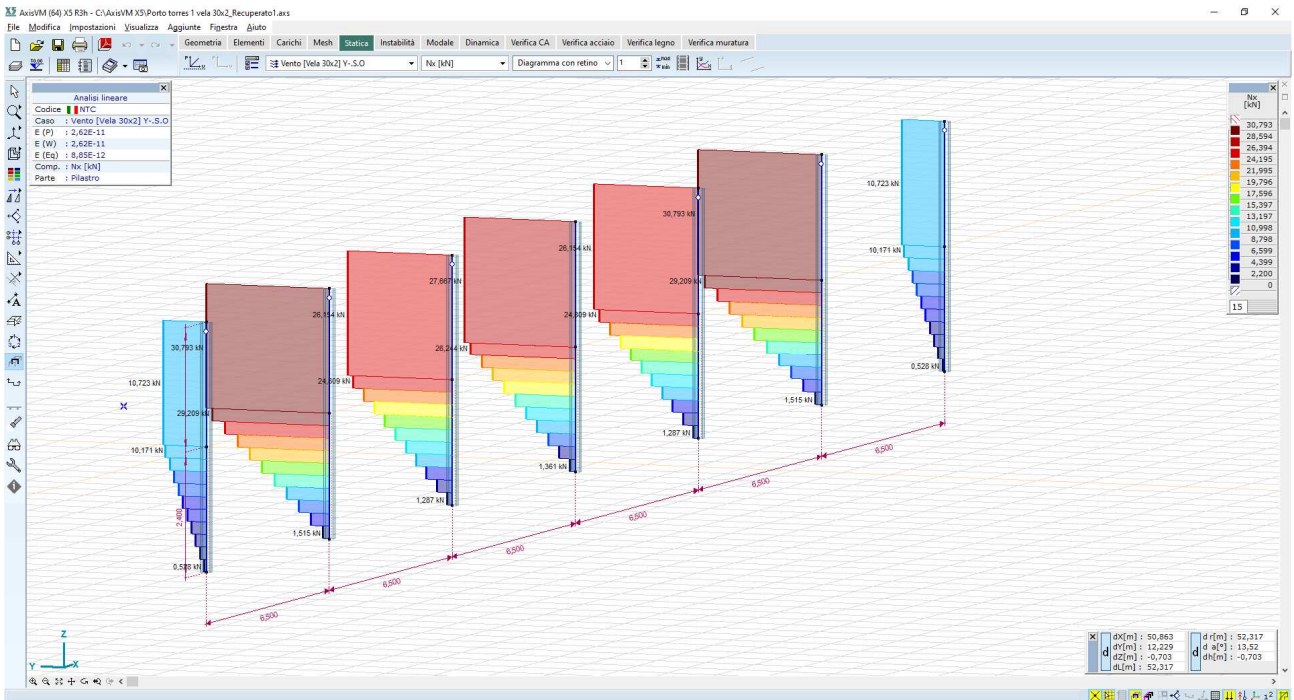 AxisVM (64) X5 R3h - C:\AxisVM X5\Porto torres 1 vela 30x2_Recuperato1.axs
File Modifica Impostazioni Visualizza Aggiunte Finestra Aiuto
Geometria Elementi Carichi Mesh Statica Instabilità Modale Dinamica Verifica CA Verifica acciaio Verifica legno Verifica muratura
Vento [Vela 30x2] Y-.S.O Nx [kN] Diagramma con retino 1
Analisi lineare
Codice NTC
Caso : Vento [Vela 30x2] Y-.S.O
E (P) : 2,62E-11
E (W) : 2,62E-11
E (Eq) : 8,85E-12
Comp. : Nx [kN]
Parte : Pilastro
Nx
[kN]
30,793
28,594
26,394
24,195
21,995
19,796
17,596
15,397
13,197
10,998
8,798
6,599
4,399
2,200
0
15
10,723 kN
10,171 kN
0,528 kN
30,793 kN
29,209 kN
1,515 kN
26,154 kN
24,809 kN
1,287 kN
27,667 kN
26,244 kN
1,361 kN
26,154 kN
24,809 kN
1,287 kN
30,793 kN
29,209 kN
1,515 kN
10,723 kN
10,171 kN
0,528 kN
2,400
6,500
6,500
6,500
6,500
6,500
6,500
Z
Y
X
d
dX[m] : 50,863
dY[m] : 12,229
dZ[m] : -0,703
dL[m] : 52,317
d
d r[m] : 52,317
d a[°] : 13,52
dh[m] : -0,703